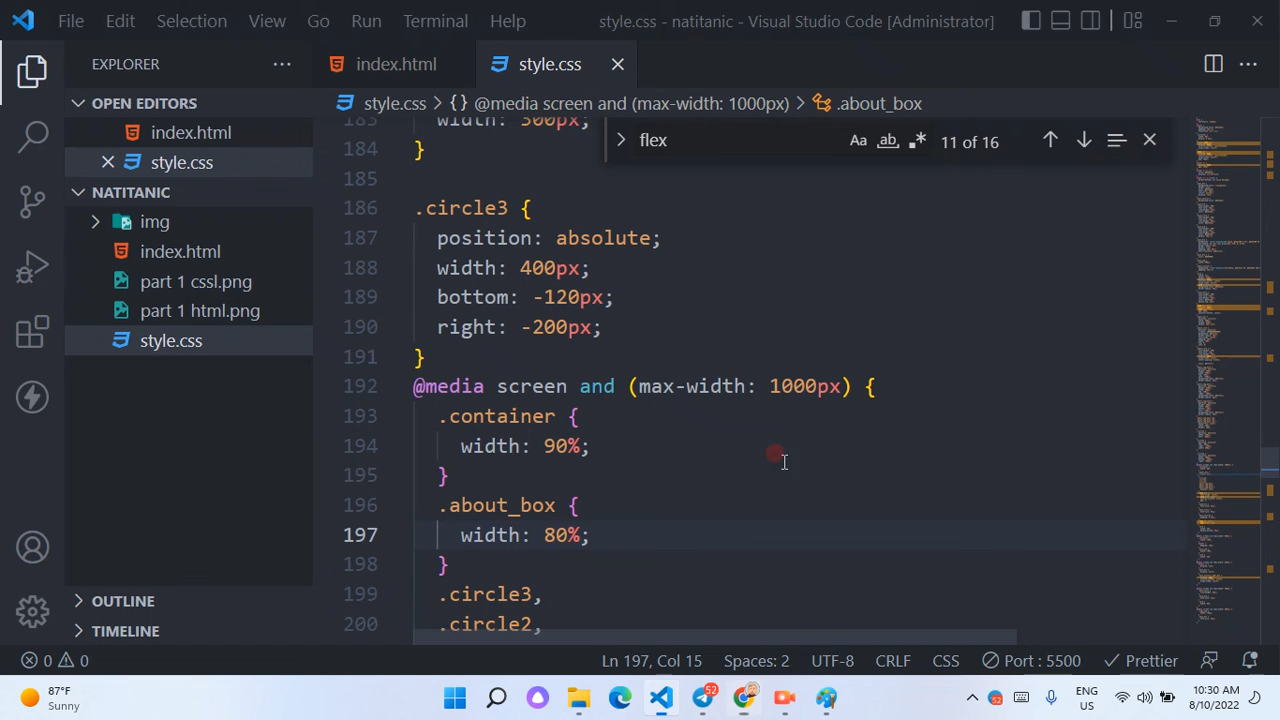 File Edit Selection View Go Run Terminal Help style.css - natitanic - Visual Studio Code [Administrator]
EXPLORER
index.html style.css
OPEN EDITORS
index.html
style.css
NATITANIC
img
index.html
part 1 cssl.png
part 1 html.png
style.css
OUTLINE
TIMELINE
style.css > {} @media screen and (max-width: 1000px) > .about_box
flex Aa ab 11 of 16
183 width: 300px;
184 }
185
186 .circle3 {
187 position: absolute;
188 width: 400px;
189 bottom: -120px;
190 right: -200px;
191 }
192 @media screen and (max-width: 1000px) {
193 .container {
194 width: 90%;
195 }
196 .about_box {
197 width: 80%;
198 }
199 .circle3,
200 .circle2,
0 0 Ln 197, Col 15 Spaces: 2 UTF-8 CRLF CSS Port : 5500 Prettier
87°F
Sunny
52
52
ENG
US
10:30 AM
8/10/2022